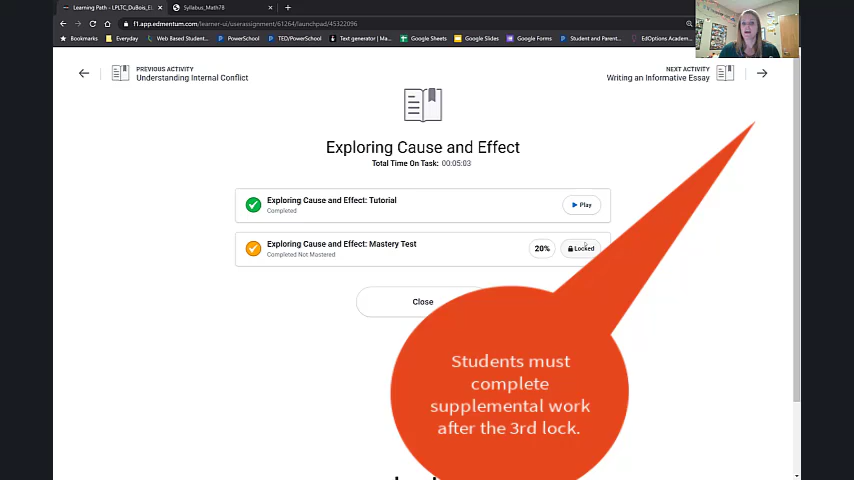 Learning Path - LPLTC_DuBois_El
Syllabus_Math7B
f1.app.edmentum.com/learner-ui/userassignment/61264/launchpad/45322096
Bookmarks Everyday Web Based Student... PowerSchool TED/PowerSchool Text generator | Ma... Google Sheets Google Slides Google Forms Student and Parent... EdOptions Academ...
PREVIOUS ACTIVITY
Understanding Internal Conflict
NEXT ACTIVITY
Writing an Informative Essay
Exploring Cause and Effect
Total Time On Task: 00:05:03
Exploring Cause and Effect: Tutorial
Completed
Play
Exploring Cause and Effect: Mastery Test
Completed Not Mastered
20%
Locked
Close
Students must
complete
supplemental work
after the 3rd lock.